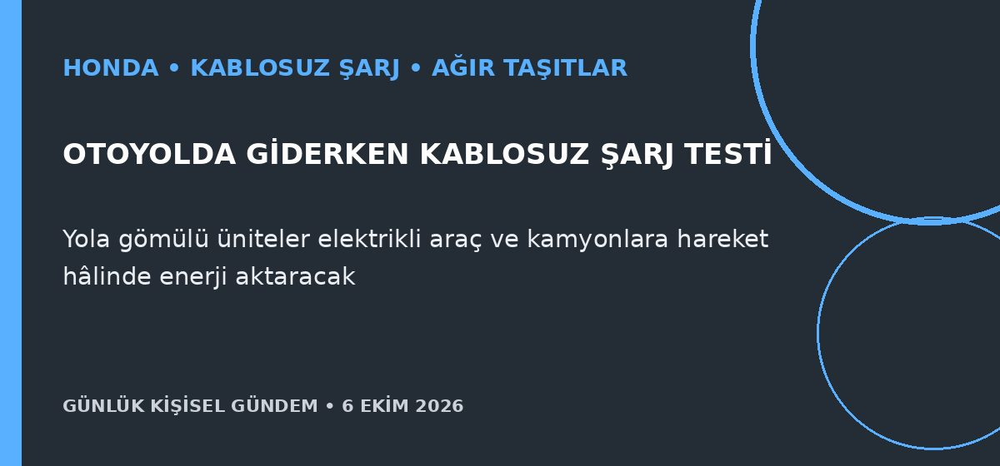 HONDA • KABLOSUZ ŞARJ • AĞIR TAŞITLAR
OTOYOLDA GİDERKEN KABLOSUZ ŞARJ TESTİ
Yola gömülü üniteler elektrikli araç ve kamyonlara hareket
hâlinde enerji aktaracak
GÜNLÜK KİŞİSEL GÜNDEM • 6 EKİM 2026